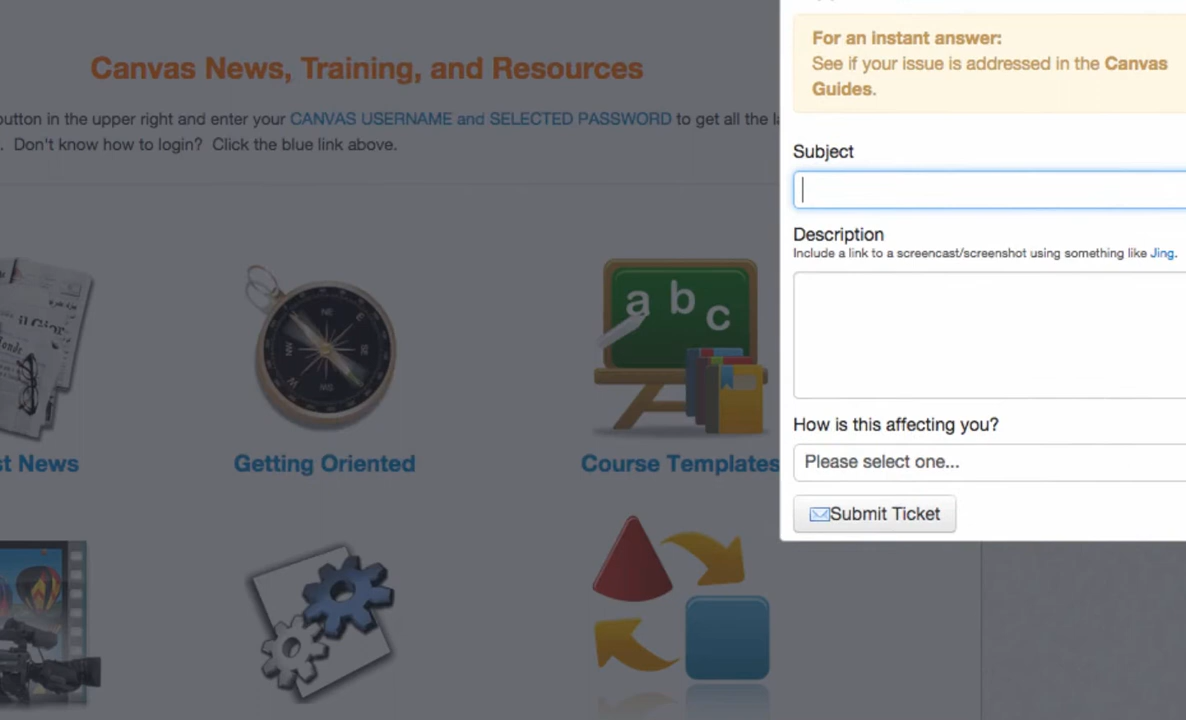 Canvas News, Training, and Resources
button in the upper right and enter your CANVAS USERNAME and SELECTED PASSWORD to get all the
. Don't know how to login? Click the blue link above.
st News
Getting Oriented
Course Templates
a b c
For an instant answer:
See if your issue is addressed in the Canvas
Guides.
Subject
Description
Include a link to a screencast/screenshot using something like Jing.
How is this affecting you?
Please select one...
Submit Ticket